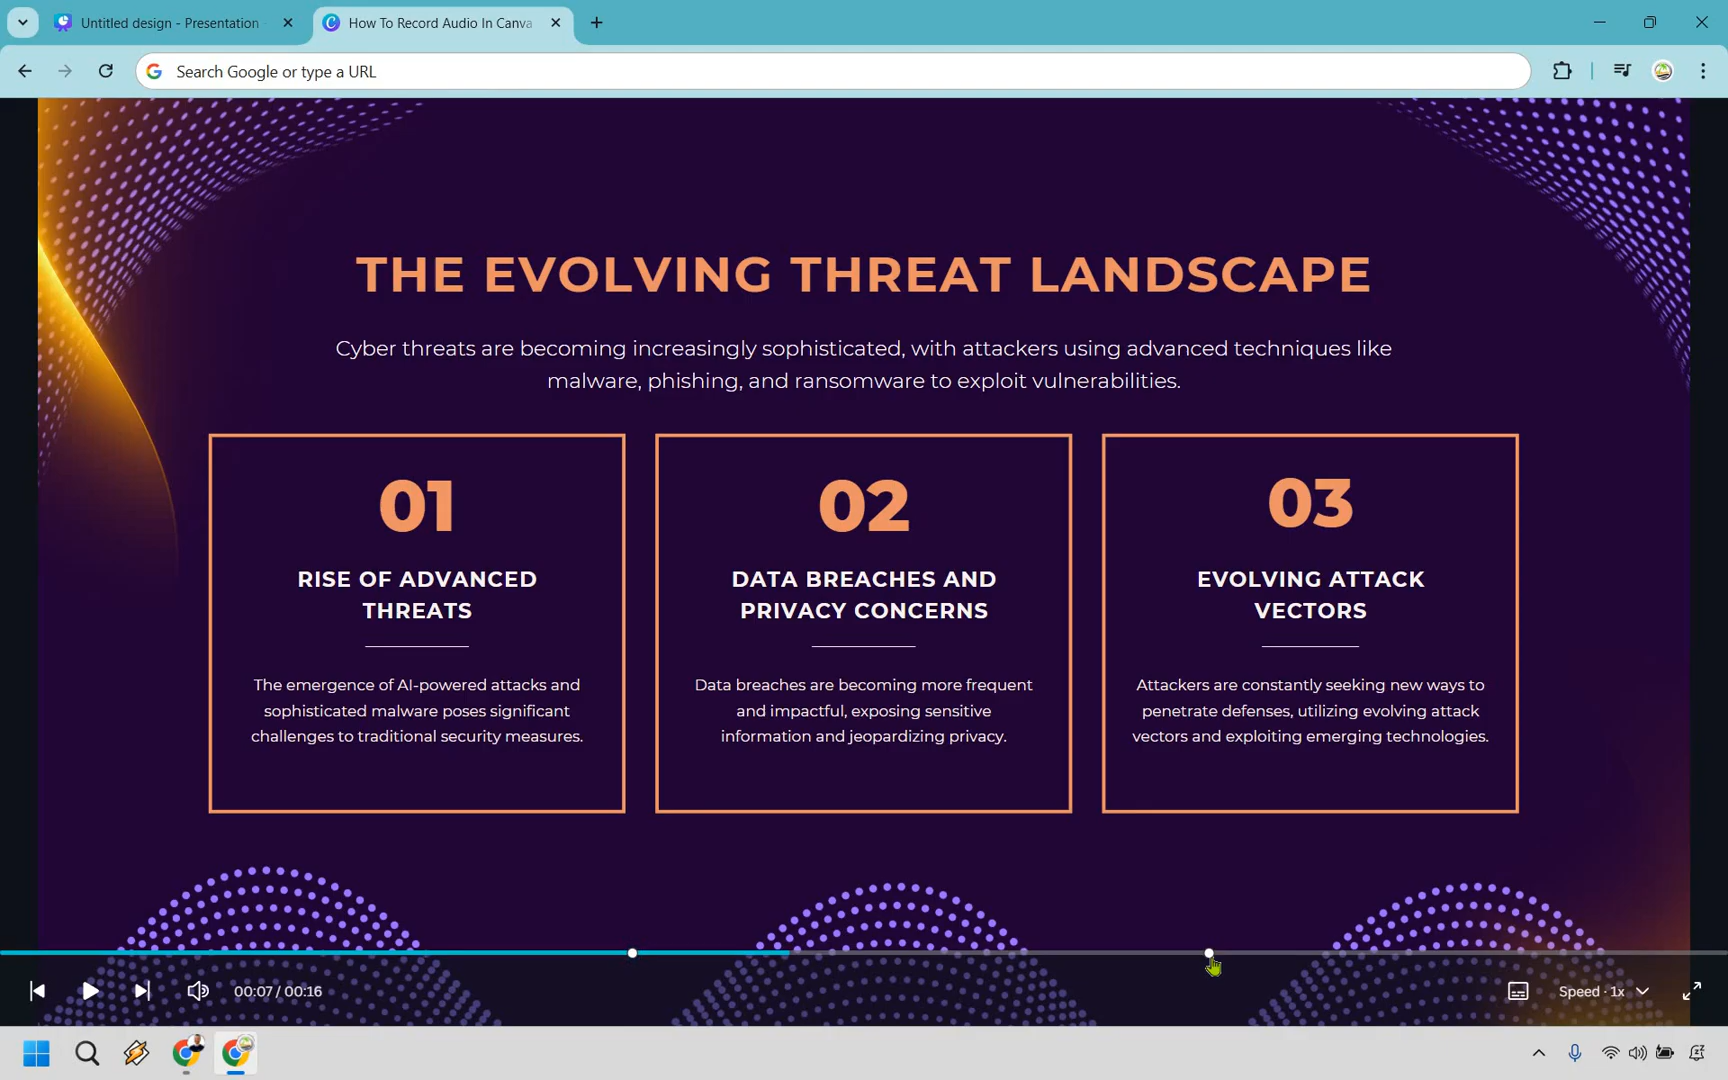 Untitled design - Presentation
How To Record Audio In Canva
Search Google or type a URL
THE EVOLVING THREAT LANDSCAPE
Cyber threats are becoming increasingly sophisticated, with attackers using advanced techniques like
malware, phishing, and ransomware to exploit vulnerabilities.
01
RISE OF ADVANCED
THREATS
The emergence of AI-powered attacks and
sophisticated malware poses significant
challenges to traditional security measures.
02
DATA BREACHES AND
PRIVACY CONCERNS
Data breaches are becoming more frequent
and impactful, exposing sensitive
information and jeopardizing privacy.
03
EVOLVING ATTACK
VECTORS
Attackers are constantly seeking new ways to
penetrate defenses, utilizing evolving attack
vectors and exploiting emerging technologies.
00:07 / 00:16
Speed · 1x